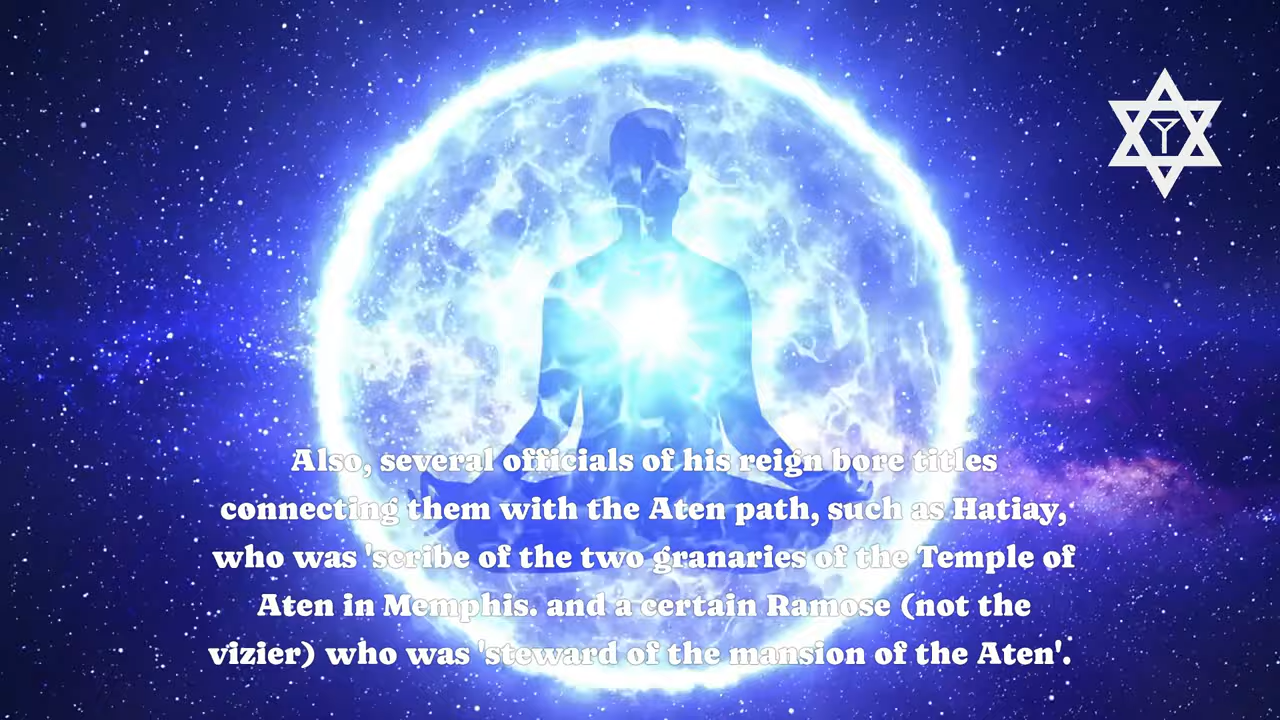 Also, several officials of his reign bore titles
connecting them with the Aten path, such as Hatiay,
who was 'scribe of the two granaries of the Temple of
Aten in Memphis. and a certain Ramose (not the
vizier) who was 'steward of the mansion of the Aten'.